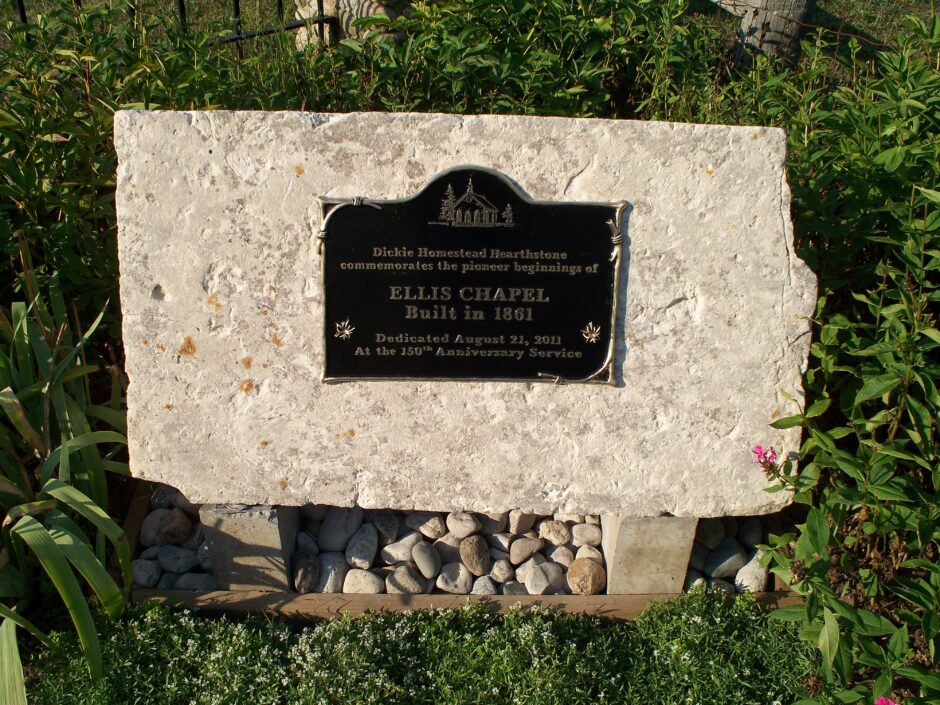 Dickie Homestead Hearthstone
commemorates the pioneer beginnings of
ELLIS CHAPEL
Built in 1861
Dedicated August 21, 2011
At the 150th Anniversary Service